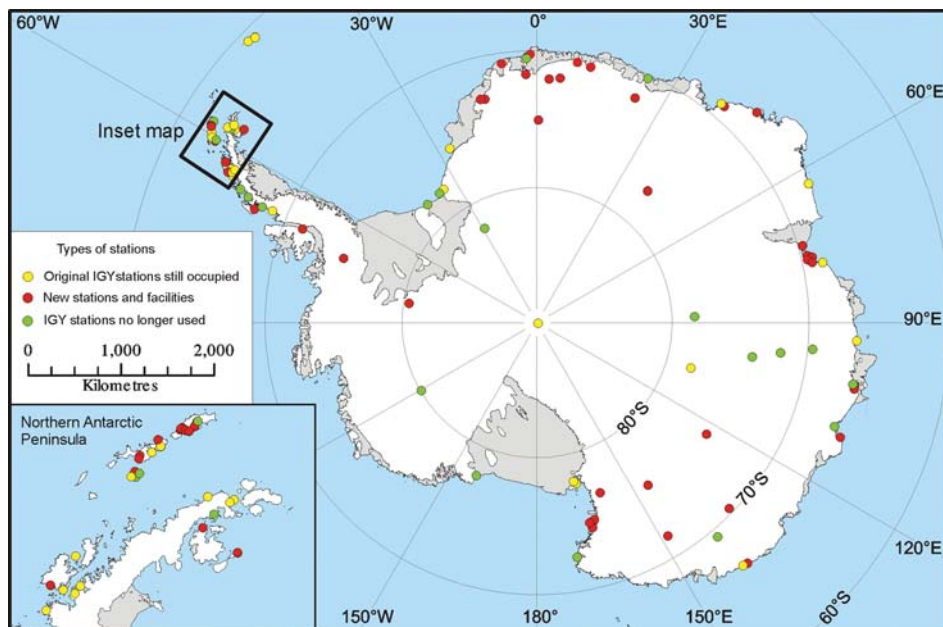 60°W
30°W
0°
30°E
60°E
Inset map
Types of stations
Original IGYstations still occupied
New stations and facilities
IGY stations no longer used
0 1,000 2,000
Kilometres
90°E
80°S
70°S
Northern Antarctic
Peninsula
120°E
150°W
180°
150°E
60°S